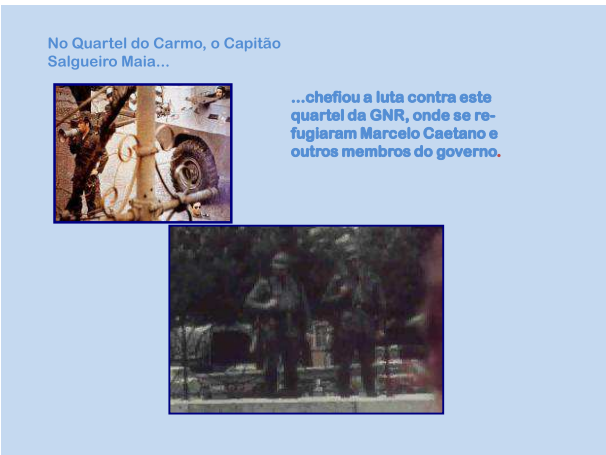 No Quartel do Carmo, o Capitão
Salgueiro Maia...
...chefiou a luta contra este
quartel da GNR, onde se re-
fugiaram Marcelo Caetano e
outros membros do governo.